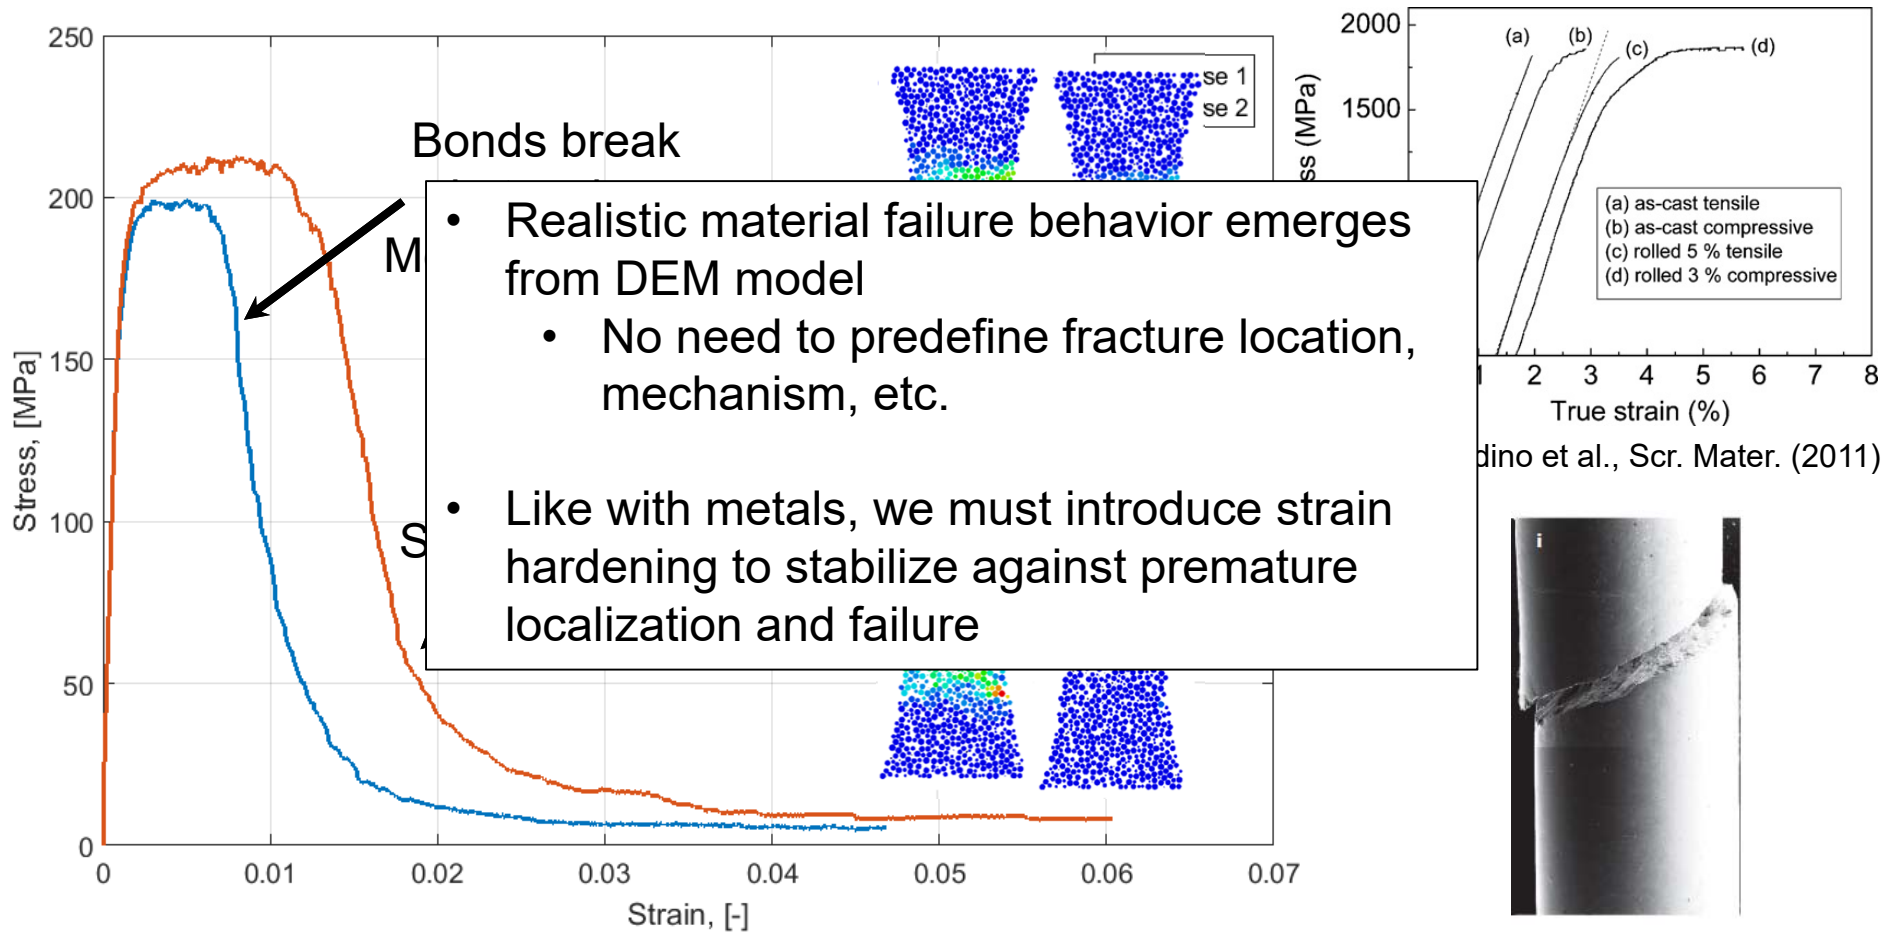 250
200
150
100
50
0
Stress, [MPa]
0 0.01 0.02 0.03 0.04 0.05 0.06 0.07
Strain, [-]
Bonds break
M
S
se 1
se 2
• Realistic material failure behavior emerges
from DEM model
• No need to predefine fracture location,
mechanism, etc.
• Like with metals, we must introduce strain
hardening to stabilize against premature
localization and failure
2000
1500
ss (MPa)
(a) (b) (c) (d)
(a) as-cast tensile
(b) as-cast compressive
(c) rolled 5 % tensile
(d) rolled 3 % compressive
1 2 3 4 5 6 7 8
True strain (%)
dino et al., Scr. Mater. (2011)
i